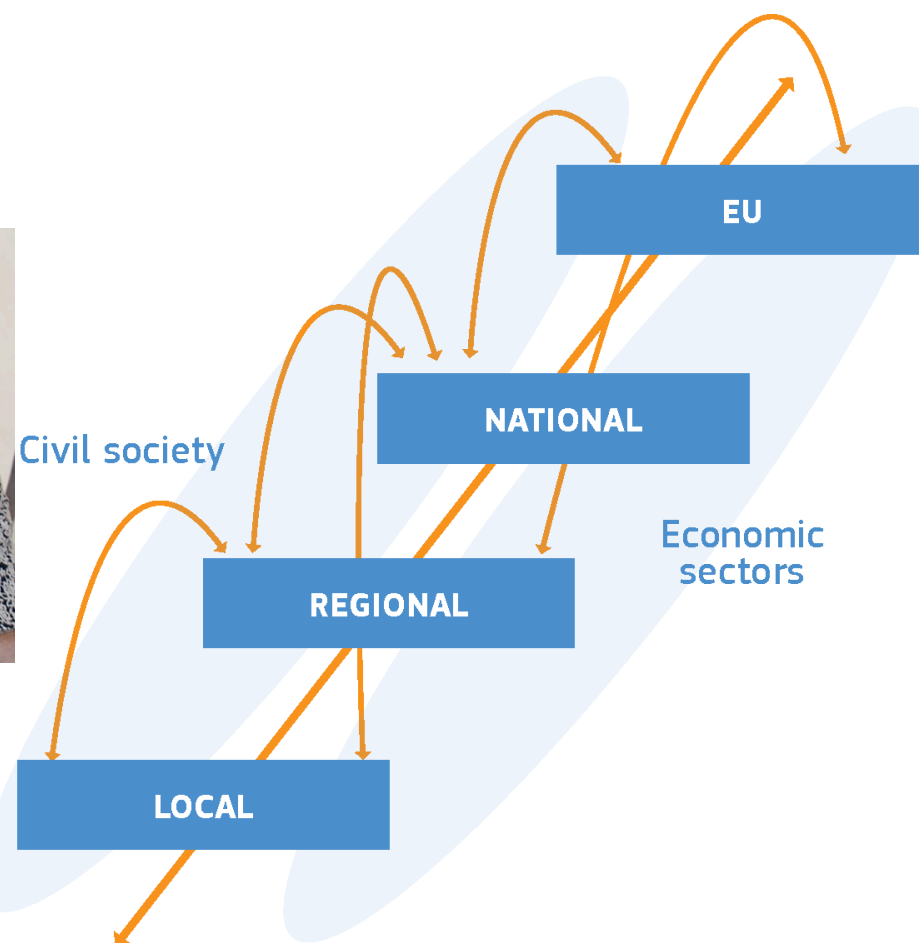 EU
NATIONAL
Civil society
Economic
sectors
REGIONAL
LOCAL